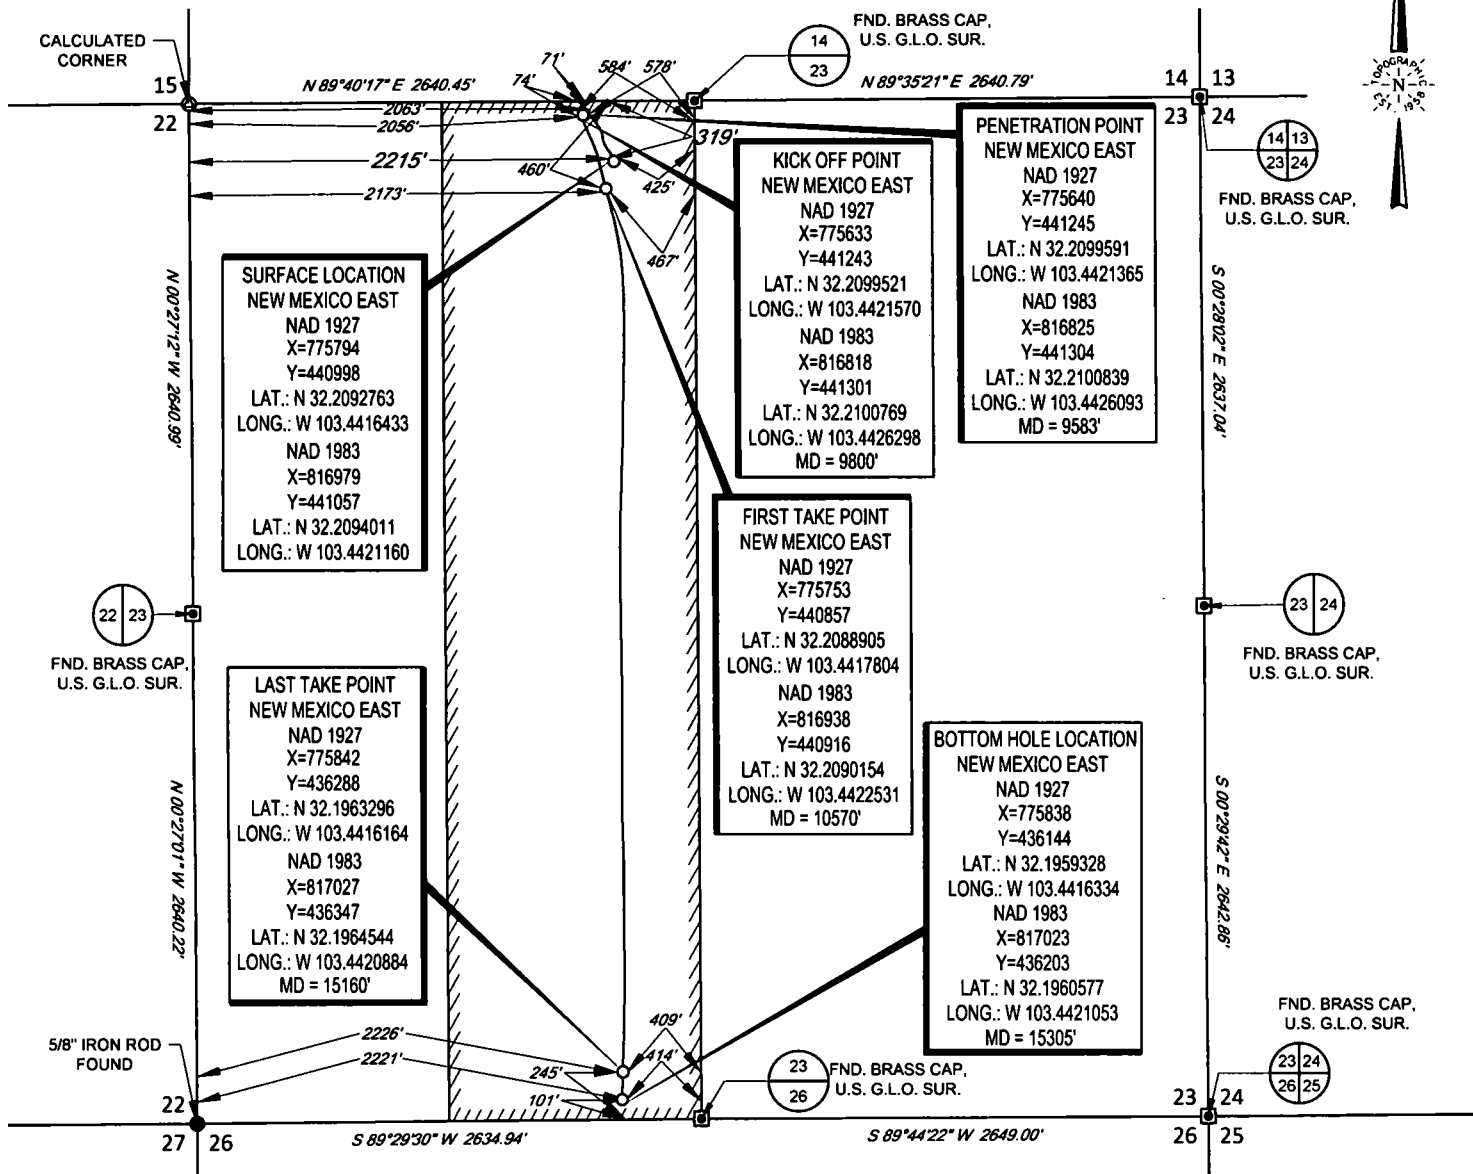 FND. BRASS CAP,
U.S. G.L.O. SUR.
14
23
CALCULATED
CORNER
15
22
N 89°40'17" E 2640.45'
71'
74'
584'
578'
N 89°35'21" E 2640.79'
14 13
23 24
TOPOGRAPHIC
N
EST. 1958
2063'
2056'
2215'
2173'
319'
460'
425'
467'
14 13
23 24
FND. BRASS CAP,
U.S. G.L.O. SUR.
PENETRATION POINT
NEW MEXICO EAST
NAD 1927
X=775640
Y=441245
LAT.: N 32.2099591
LONG.: W 103.4421365
NAD 1983
X=816825
Y=441304
LAT.: N 32.2100839
LONG.: W 103.4426093
MD = 9583'
KICK OFF POINT
NEW MEXICO EAST
NAD 1927
X=775633
Y=441243
LAT.: N 32.2099521
LONG.: W 103.4421570
NAD 1983
X=816818
Y=441301
LAT.: N 32.2100769
LONG.: W 103.4426298
MD = 9800'
SURFACE LOCATION
NEW MEXICO EAST
NAD 1927
X=775794
Y=440998
LAT.: N 32.2092763
LONG.: W 103.4416433
NAD 1983
X=816979
Y=441057
LAT.: N 32.2094011
LONG.: W 103.4421160
N 00°27'12" W 2640.99'
S 00°28'02" E 2637.04'
FIRST TAKE POINT
NEW MEXICO EAST
NAD 1927
X=775753
Y=440857
LAT.: N 32.2088905
LONG.: W 103.4417804
NAD 1983
X=816938
Y=440916
LAT.: N 32.2090154
LONG.: W 103.4422531
MD = 10570'
22 23
FND. BRASS CAP,
U.S. G.L.O. SUR.
23 24
FND. BRASS CAP,
U.S. G.L.O. SUR.
LAST TAKE POINT
NEW MEXICO EAST
NAD 1927
X=775842
Y=436288
LAT.: N 32.1963296
LONG.: W 103.4416164
NAD 1983
X=817027
Y=436347
LAT.: N 32.1964544
LONG.: W 103.4420884
MD = 15160'
BOTTOM HOLE LOCATION
NEW MEXICO EAST
NAD 1927
X=775838
Y=436144
LAT.: N 32.1959328
LONG.: W 103.4416334
NAD 1983
X=817023
Y=436203
LAT.: N 32.1960577
LONG.: W 103.4421053
MD = 15305'
N 00°27'01" W 2640.22'
S 00°29'42" E 2642.86'
5/8" IRON ROD
FOUND
2226'
2221'
409'
414'
245'
101'
23
26
FND. BRASS CAP,
U.S. G.L.O. SUR.
FND. BRASS CAP,
U.S. G.L.O. SUR.
23 24
26 25
22
27 26
S 89°29'30" W 2634.94'
S 89°44'22" W 2649.00'
23 24
26 25